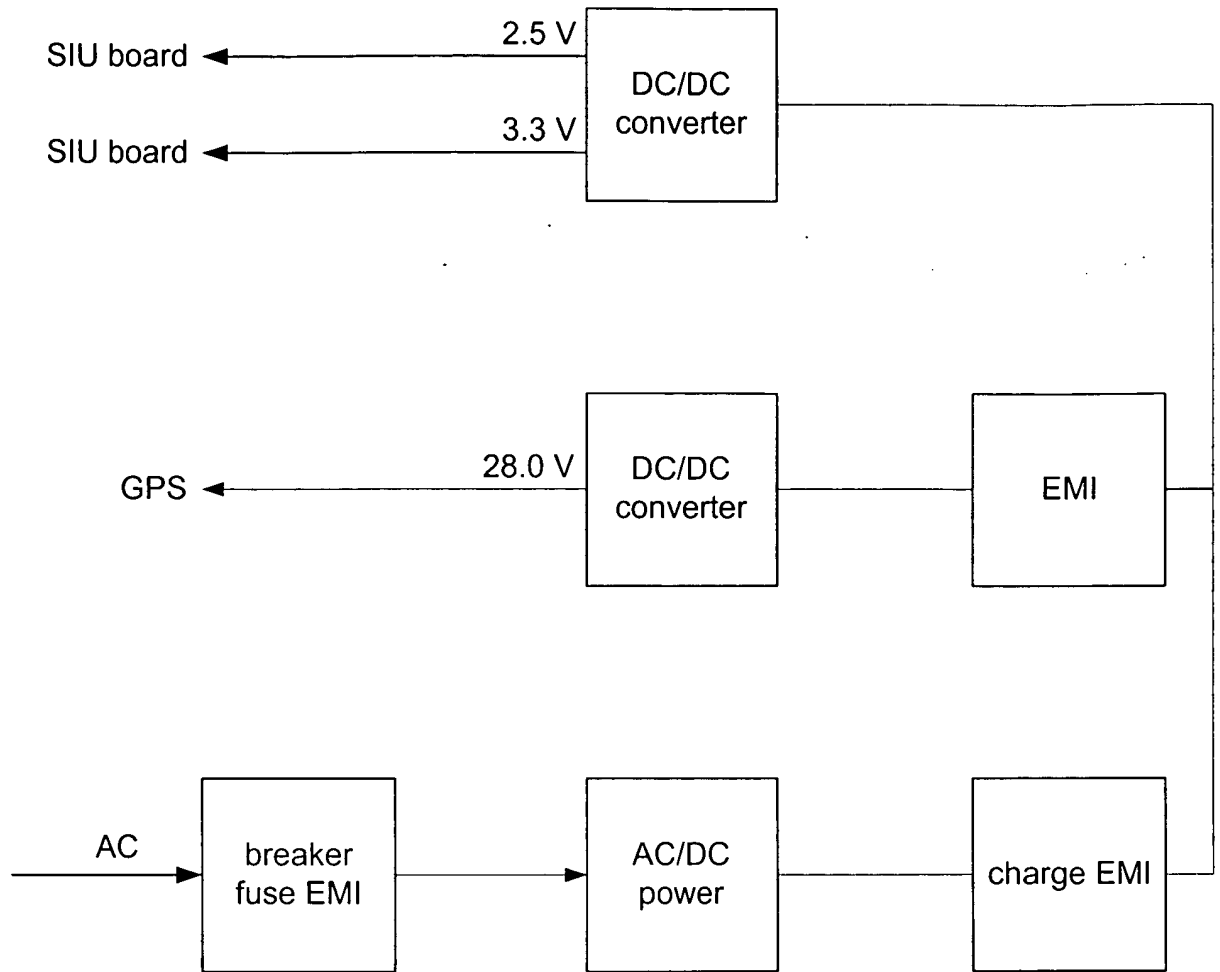 2.5 V
SIU board
DC/DC
converter
3.3 V
SIU board
28.0 V
GPS
DC/DC
converter
EMI
AC
breaker
fuse EMI
AC/DC
power
charge EMI